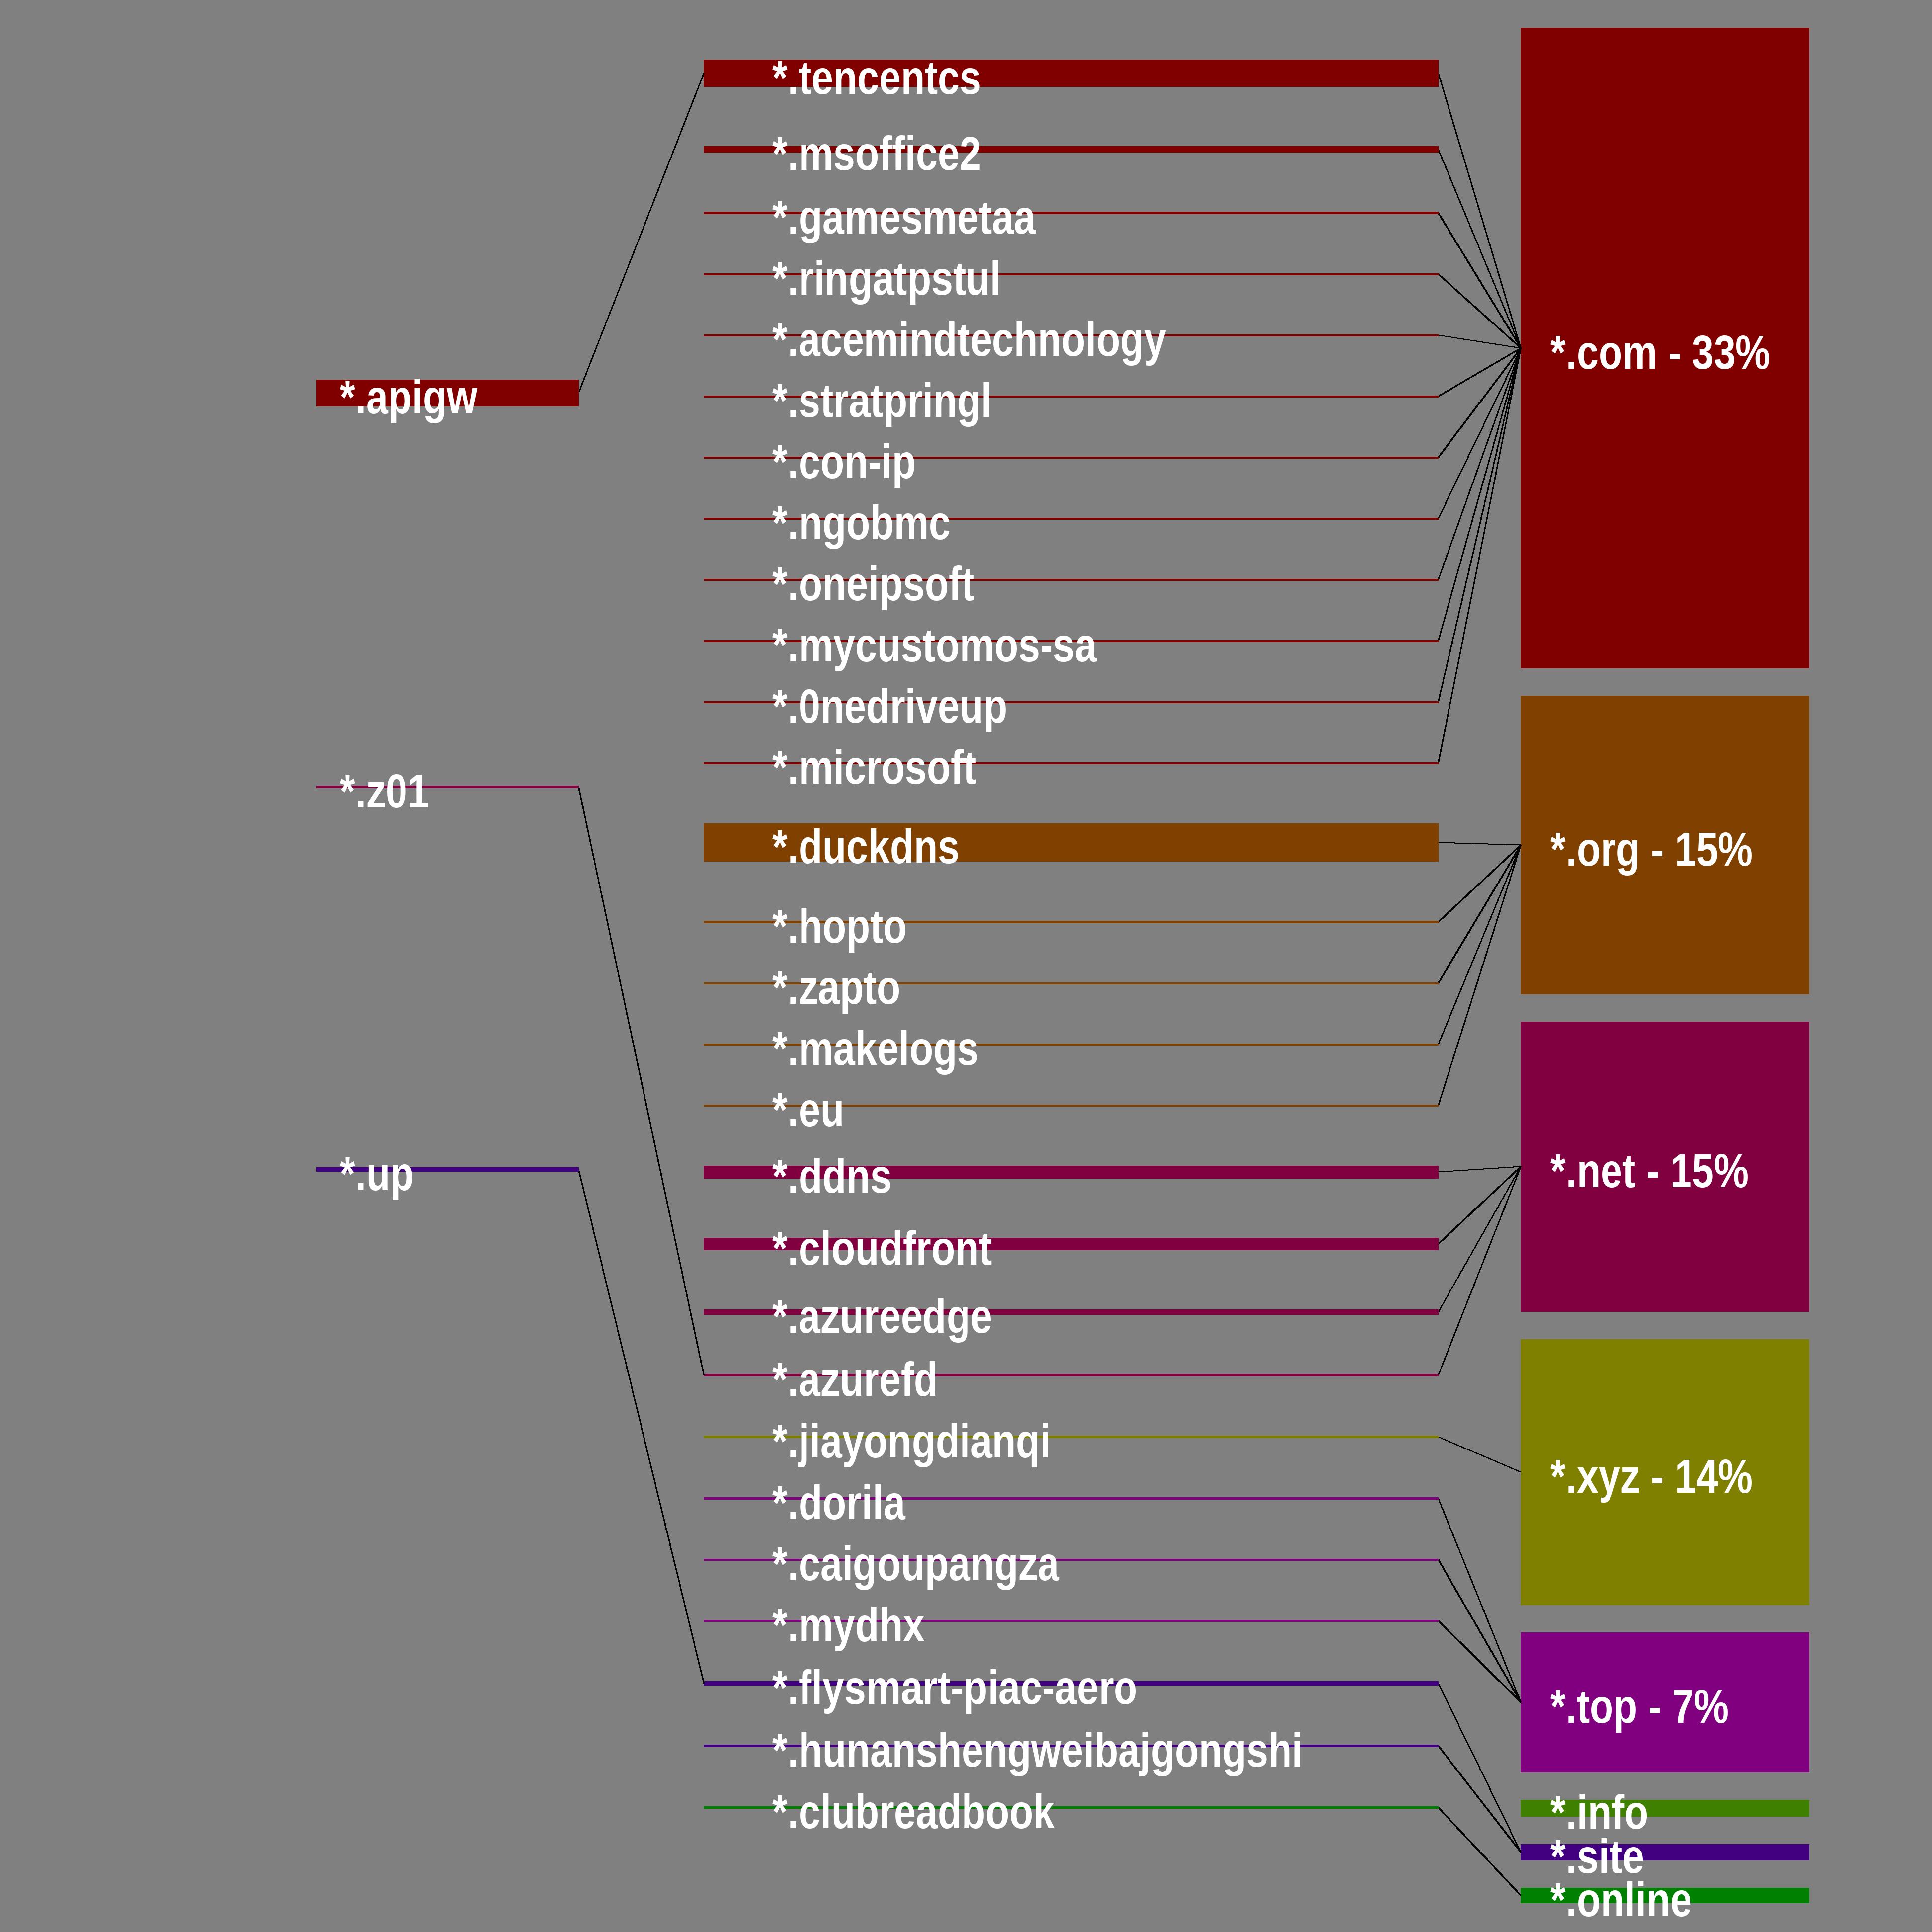 *.apigw
*.z01
*.up
*.tencentcs
*.msoffice2
*.gamesmetaa
*.ringatpstul
*.acemindtechnology
*.stratpringl
*.con-ip
*.ngobmc
*.oneipsoft
*.mycustomos-sa
*.0nedriveup
*.microsoft
*.duckdns
*.hopto
*.zapto
*.makelogs
*.eu
*.ddns
*.cloudfront
*.azureedge
*.azurefd
*.jiayongdianqi
*.dorila
*.caigoupangza
*.mydhx
*.flysmart-piac-aero
*.hunanshengweibajgongshi
*.clubreadbook
*.com - 33%
*.org - 15%
*.net - 15%
*.xyz - 14%
*.top - 7%
*.info
*.site
*.online